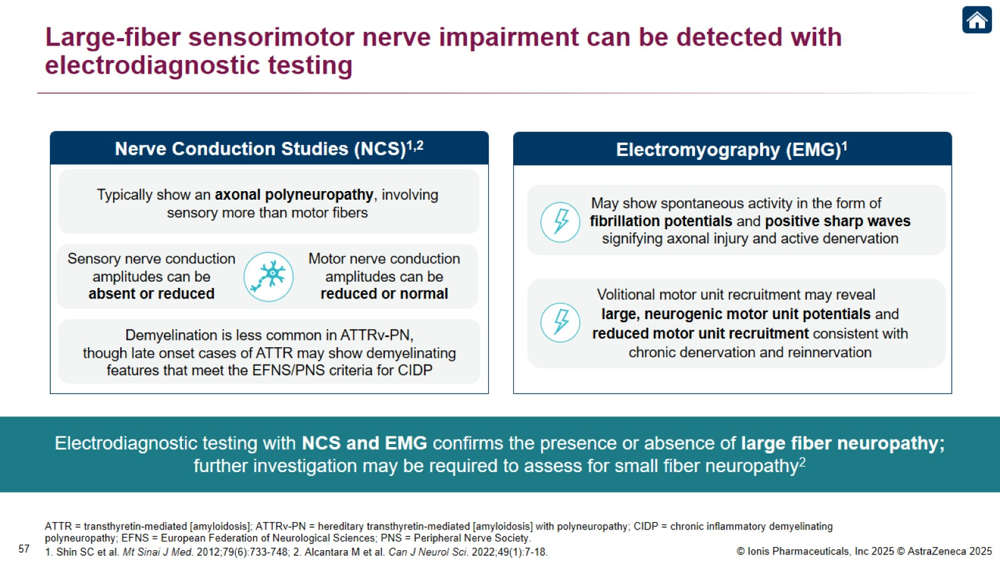 Large-fiber sensorimotor nerve impairment can be detected with
electrodiagnostic testing
Nerve Conduction Studies (NCS)1,2
Typically show an axonal polyneuropathy, involving
sensory more than motor fibers
Sensory nerve conduction
amplitudes can be
absent or reduced
Motor nerve conduction
amplitudes can be
reduced or normal
Demyelination is less common in ATTRv-PN,
though late onset cases of ATTR may show demyelinating
features that meet the EFNS/PNS criteria for CIDP
Electromyography (EMG)1
May show spontaneous activity in the form of
fibrillation potentials and positive sharp waves
signifying axonal injury and active denervation
Volitional motor unit recruitment may reveal
large, neurogenic motor unit potentials and
reduced motor unit recruitment consistent with
chronic denervation and reinnervation
Electrodiagnostic testing with NCS and EMG confirms the presence or absence of large fiber neuropathy;
further investigation may be required to assess for small fiber neuropathy2
ATTR = transthyretin-mediated [amyloidosis]; ATTRv-PN = hereditary transthyretin-mediated [amyloidosis] with polyneuropathy; CIDP = chronic inflammatory demyelinating
polyneuropathy; EFNS = European Federation of Neurological Sciences; PNS = Peripheral Nerve Society.
1. Shin SC et al. Mt Sinai J Med. 2012;79(6):733-748; 2. Alcantara M et al. Can J Neurol Sci. 2022;49(1):7-18.
57
© Ionis Pharmaceuticals, Inc 2025 © AstraZeneca 2025